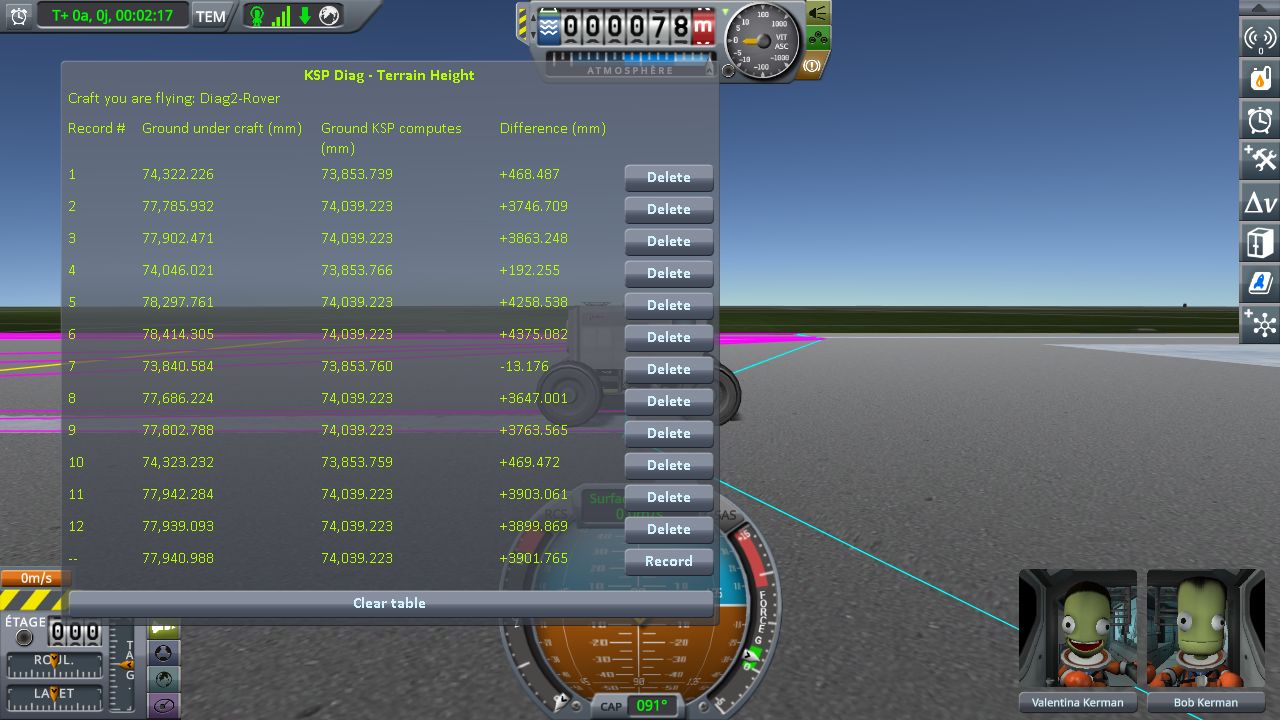 T+ 0a, 0j, 00:02:17
TEM
000078 m
ATMOSPHÈRE
VIT ASC
KSP Diag - Terrain Height
Craft you are flying: Diag2-Rover
Record # Ground under craft (mm) Ground KSP computes (mm) Difference (mm)
1 74,322.226 73,853.739 +468.487 Delete
2 77,785.932 74,039.223 +3746.709 Delete
3 77,902.471 74,039.223 +3863.248 Delete
4 74,046.021 73,853.766 +192.255 Delete
5 78,297.761 74,039.223 +4258.538 Delete
6 78,414.305 74,039.223 +4375.082 Delete
7 73,840.584 73,853.760 -13.176 Delete
8 77,686.224 74,039.223 +3647.001 Delete
9 77,802.788 74,039.223 +3763.565 Delete
10 74,323.232 73,853.759 +469.472 Delete
11 77,942.284 74,039.223 +3903.061 Delete
12 77,939.093 74,039.223 +3899.869 Delete
-- 77,940.988 74,039.223 +3901.765 Record
Clear table
Δv
0m/s
ÉTAGE
000
ROUL.
LACET
TANG
RCS
SAS
FORCE G
CAP 091°
Valentina Kerman
Bob Kerman